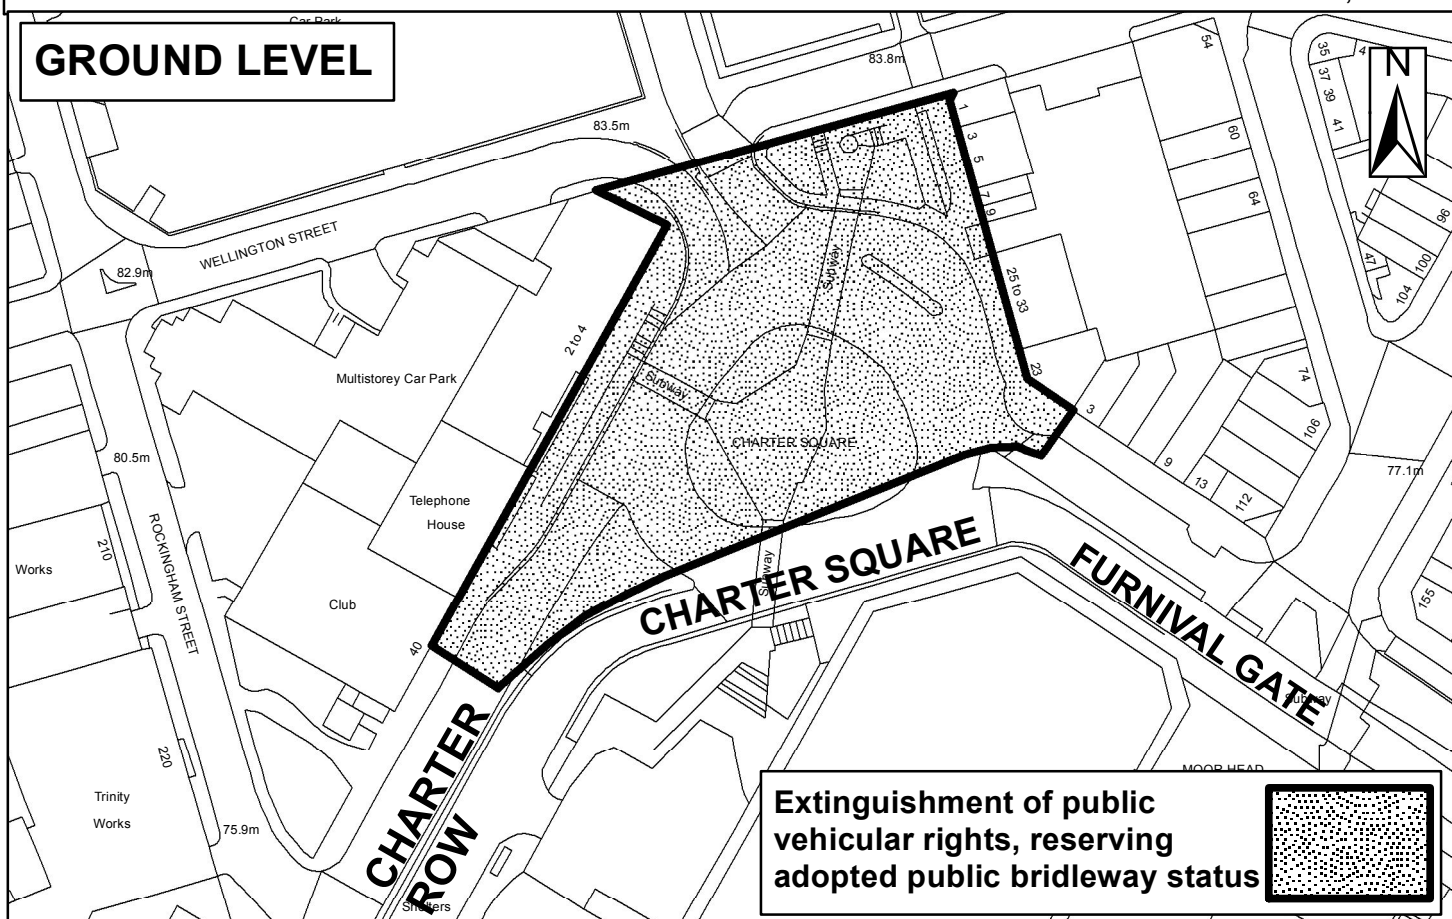 Car Park
GROUND LEVEL
83.8m
54
35
4
37
39
41
N
83.5m
1
3
5
7
9
60
64
96
100
104
47
WELLINGTON STREET
82.9m
Subway
25 to 33
2 to 4
Multistorey Car Park
Subway
23
3
74
106
CHARTER SQUARE
80.5m
9
13
112
77.1m
Telephone
House
210
ROCKINGHAM STREET
Works
Club
40
Subway
CHARTER SQUARE
FURNIVAL GATE
155
Subway
220
Trinity
Works
75.9m
CHARTER
ROW
Shelters
MOOR HEAD
Extinguishment of public
vehicular rights, reserving
adopted public bridleway status